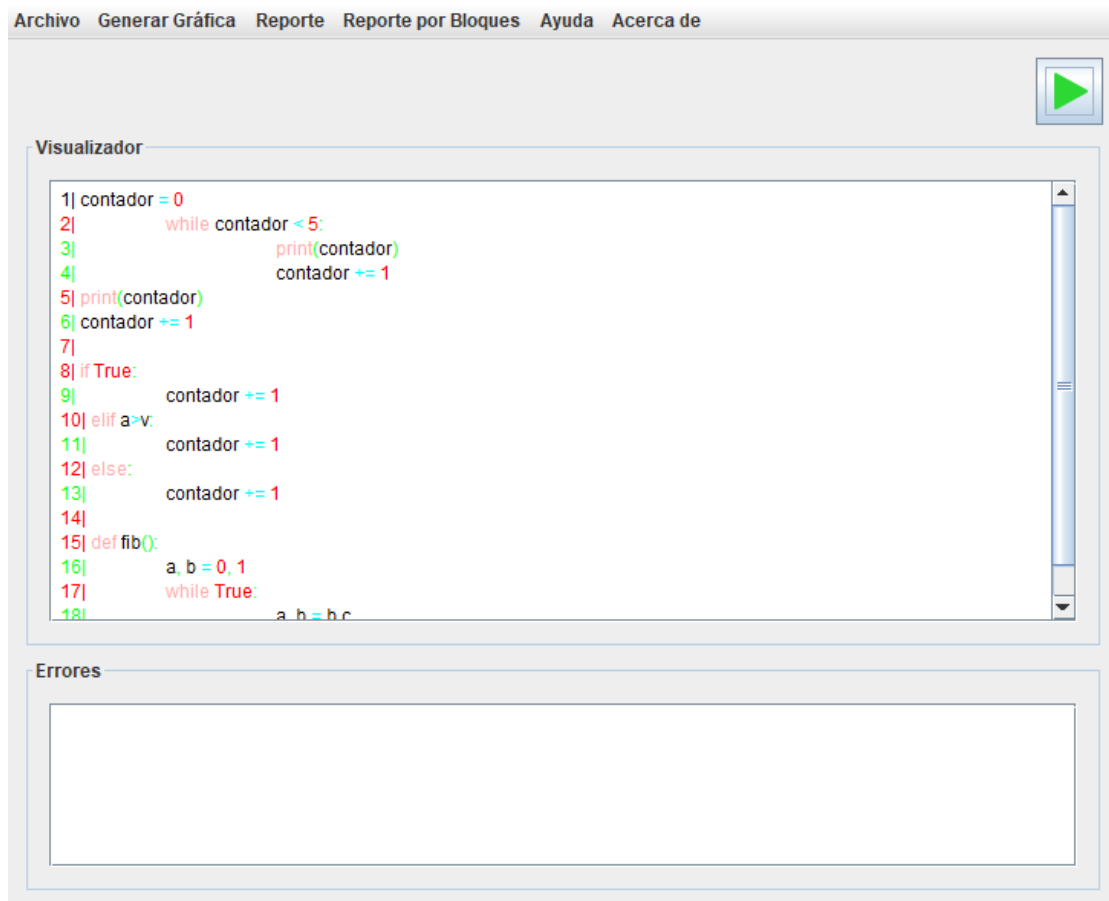 Archivo Generar Gráfica Reporte Reporte por Bloques Ayuda Acerca de
Visualizador
1| contador = 0
2| while contador < 5:
3| print(contador)
4| contador += 1
5| print(contador)
6| contador += 1
7|
8| if True:
9| contador += 1
10| elif a>v:
11| contador += 1
12| else:
13| contador += 1
14|
15| def fib():
16| a, b = 0, 1
17| while True:
18| a, b = b,c
Errores